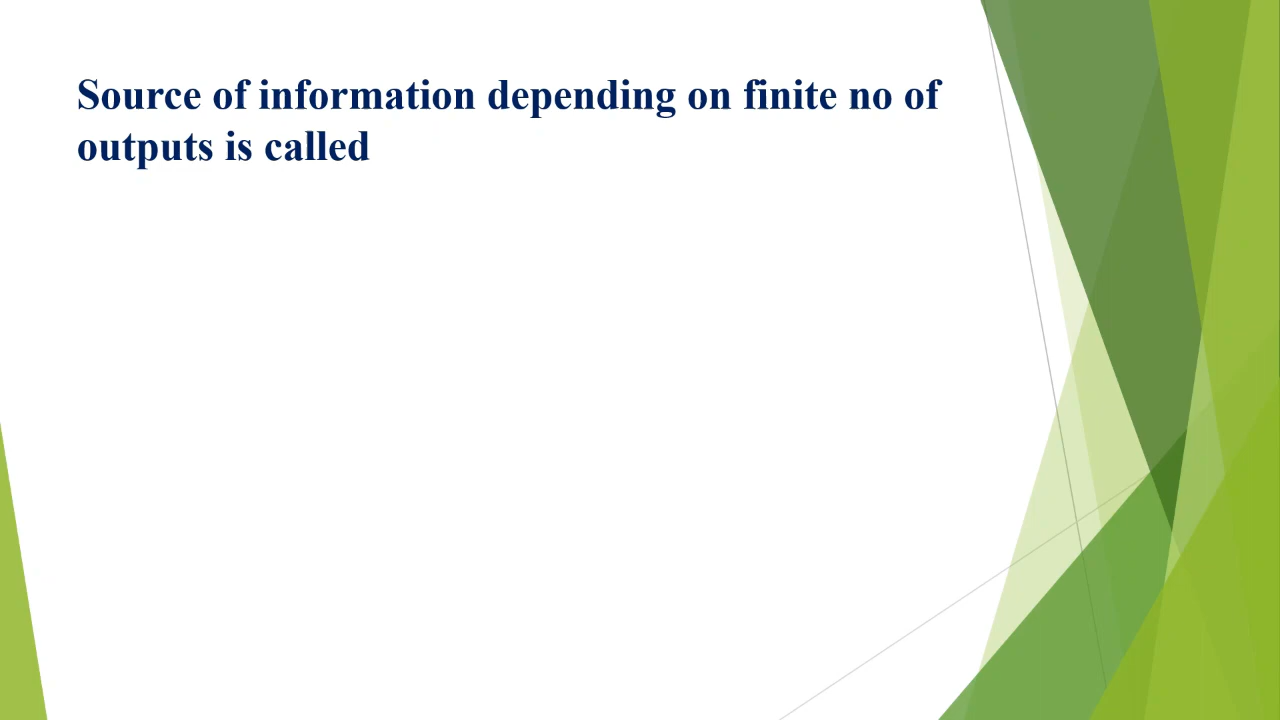 Source of information depending on finite no of
outputs is called